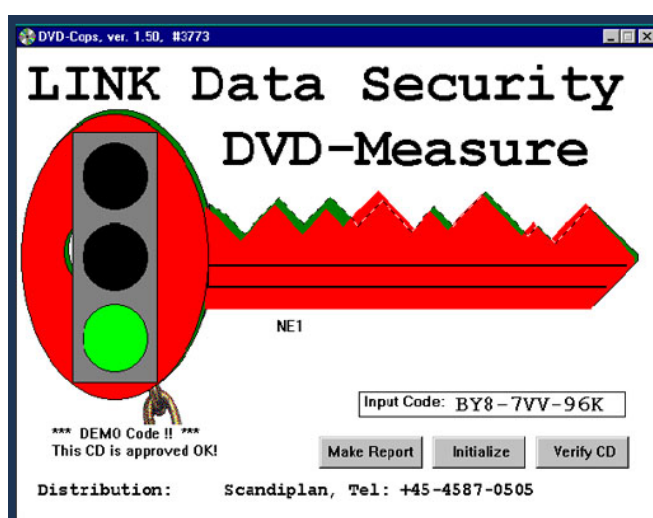 DVD-Cops, ver. 1.50, #3773
LINK Data Security
DVD-Measure
NE1
Input Code: BY8-7VV-96K
*** DEMO Code !! ***
This CD is approved OK!
Make Report Initialize Verify CD
Distribution: Scandiplan, Tel: +45-4587-0505